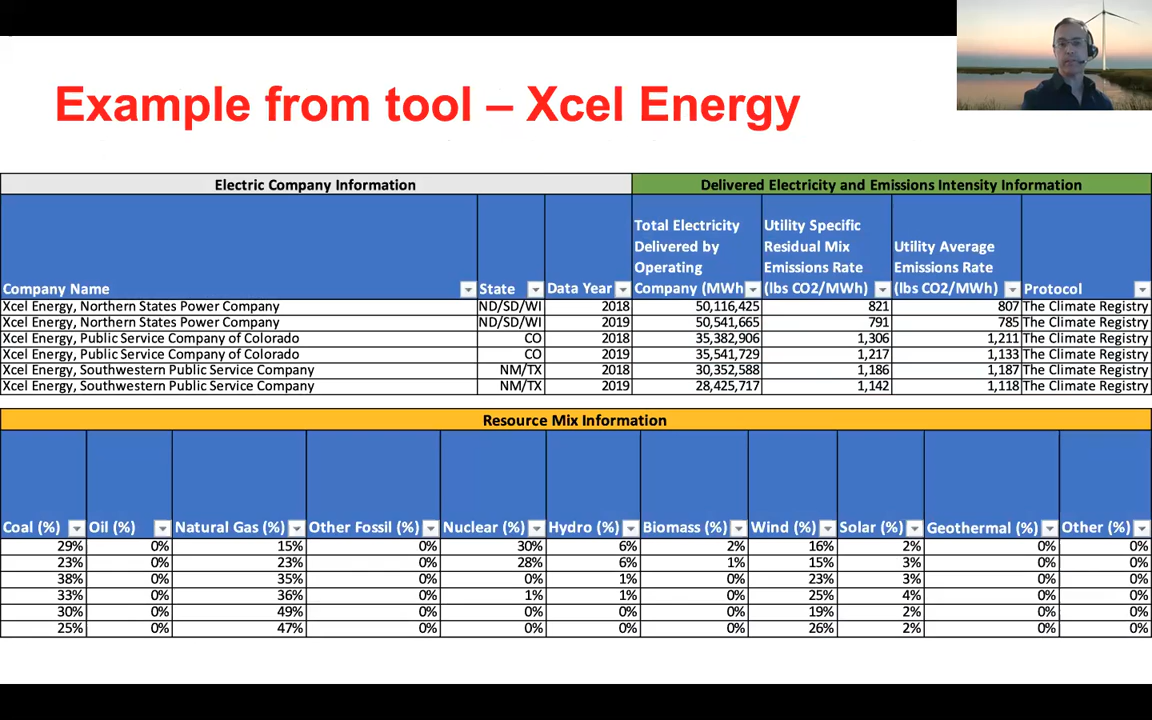 Example from tool – Xcel Energy
Electric Company Information Delivered Electricity and Emissions Intensity Information
Company Name State Data Year Total Electricity Delivered by Operating Company (MWh Utility Specific Residual Mix Emissions Rate (lbs CO2/MWh) Utility Average Emissions Rate (lbs CO2/MWh) Protocol
Xcel Energy, Northern States Power Company ND/SD/WI 2018 50,116,425 821 807 The Climate Registry
Xcel Energy, Northern States Power Company ND/SD/WI 2019 50,541,665 791 785 The Climate Registry
Xcel Energy, Public Service Company of Colorado CO 2018 35,382,906 1,306 1,211 The Climate Registry
Xcel Energy, Public Service Company of Colorado CO 2019 35,541,729 1,217 1,133 The Climate Registry
Xcel Energy, Southwestern Public Service Company NM/TX 2018 30,352,588 1,186 1,187 The Climate Registry
Xcel Energy, Southwestern Public Service Company NM/TX 2019 28,425,717 1,142 1,118 The Climate Registry
Resource Mix Information
Coal (%) Oil (%) Natural Gas (%) Other Fossil (%) Nuclear (%) Hydro (%) Biomass (%) Wind (%) Solar (%) Geothermal (%) Other (%)
29% 0% 15% 0% 30% 6% 2% 16% 2% 0% 0%
23% 0% 23% 0% 28% 6% 1% 15% 3% 0% 0%
38% 0% 35% 0% 0% 1% 0% 23% 3% 0% 0%
33% 0% 36% 0% 1% 1% 0% 25% 4% 0% 0%
30% 0% 49% 0% 0% 0% 0% 19% 2% 0% 0%
25% 0% 47% 0% 0% 0% 0% 26% 2% 0% 0%